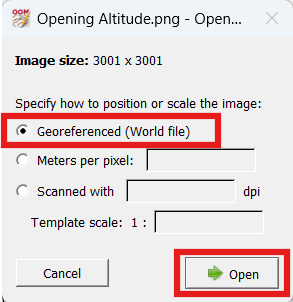 OOM
Opening Altitude.png - Open...
Image size: 3001 x 3001
Specify how to position or scale the image:
Georeferenced (World file)
Meters per pixel:
Scanned with dpi
Template scale: 1 :
Cancel
Open